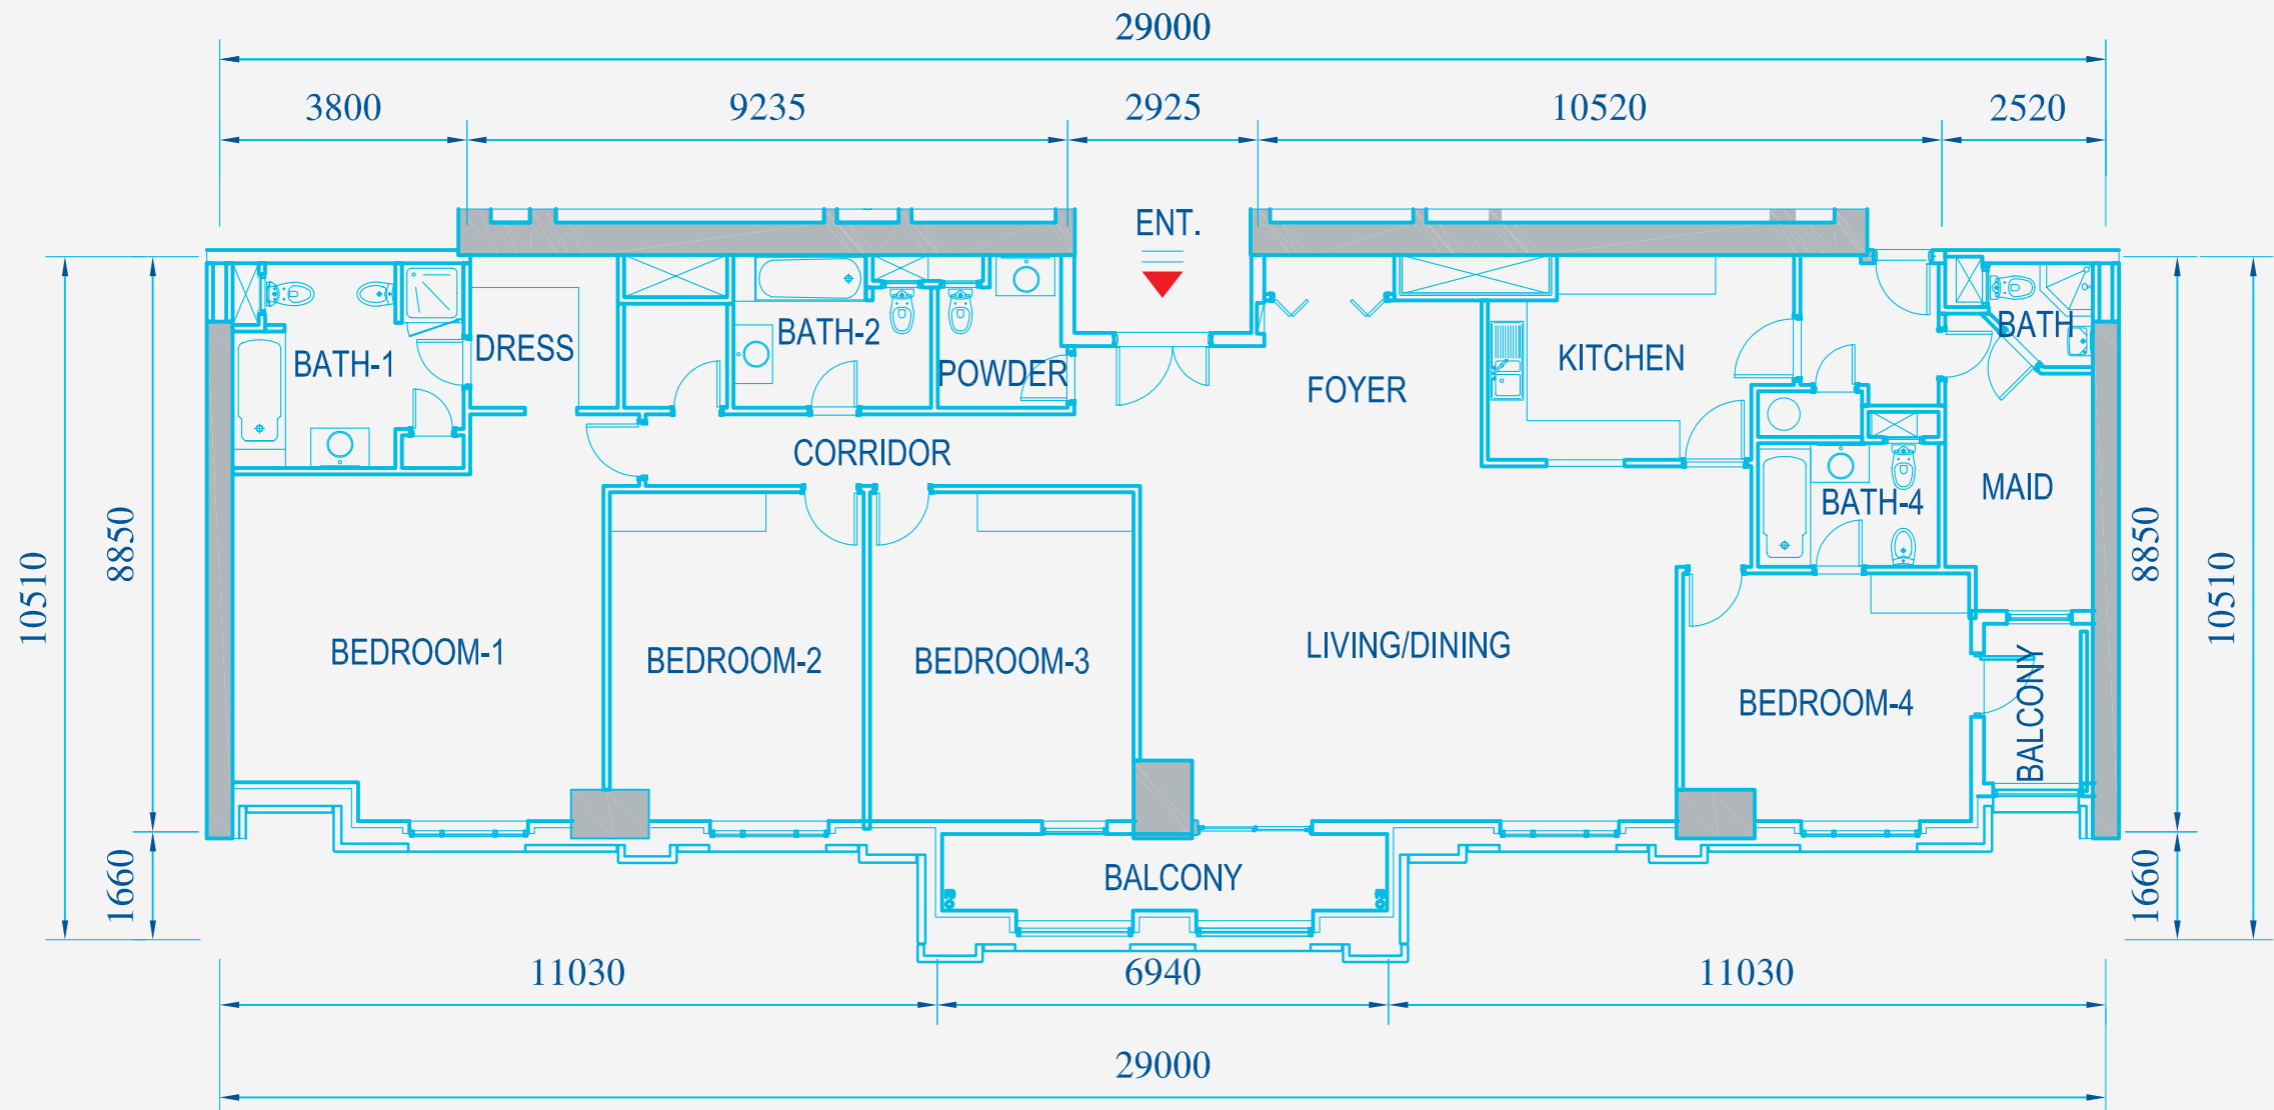 29000
3800 9235 2925 10520 2520
ENT.
BATH-1
DRESS
BATH-2
POWDER
FOYER
KITCHEN
BATH
CORRIDOR
BATH-4
MAID
10510
8850
8850
10510
BEDROOM-1
BEDROOM-2
BEDROOM-3
LIVING/DINING
BEDROOM-4
BALCONY
1660
BALCONY
1660
11030 6940 11030
29000